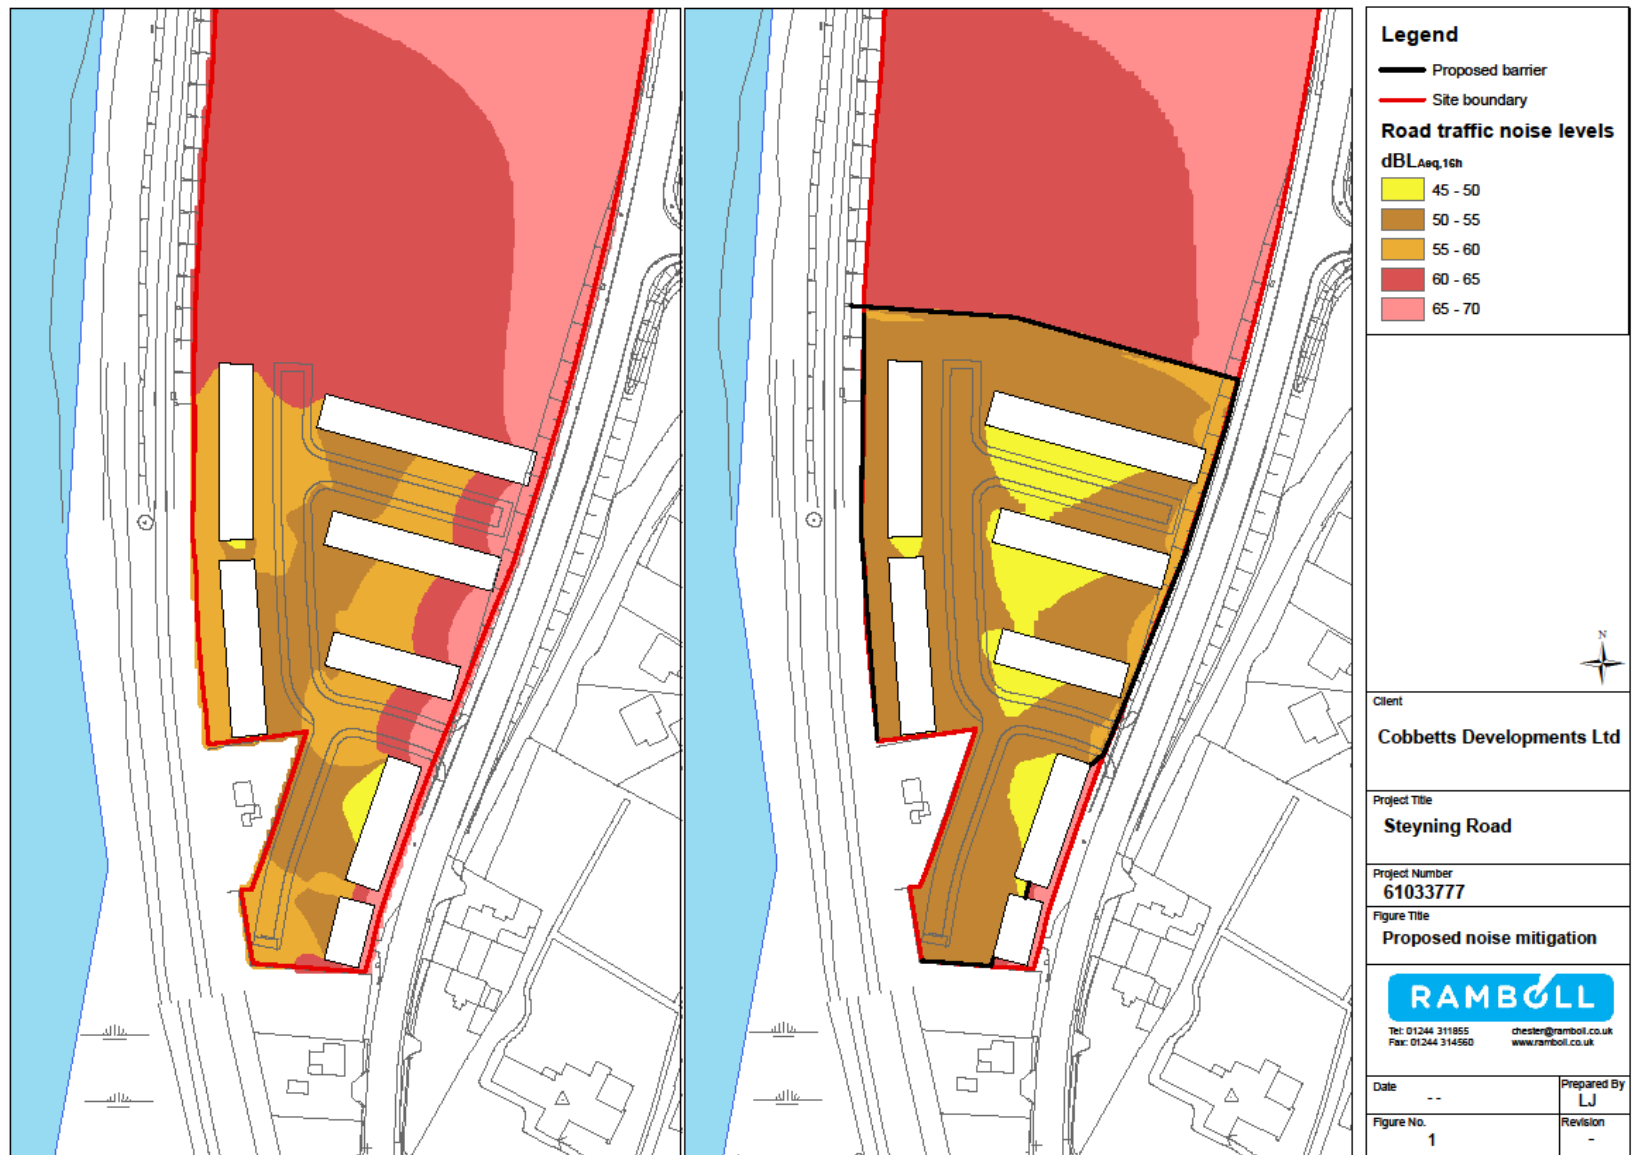 Legend
Proposed barrier
Site boundary
Road traffic noise levels
dBLAeq,16h
45 - 50
50 - 55
55 - 60
60 - 65
65 - 70
N
Client
Cobbetts Developments Ltd
Project Title
Steyning Road
Project Number
61033777
Figure Title
Proposed noise mitigation
RAMBOLL
Tel: 01244 311855 chester@ramboll.co.uk
Fax: 01244 314560 www.ramboll.co.uk
Date Prepared By
- - LJ
Figure No. Revision
1 -